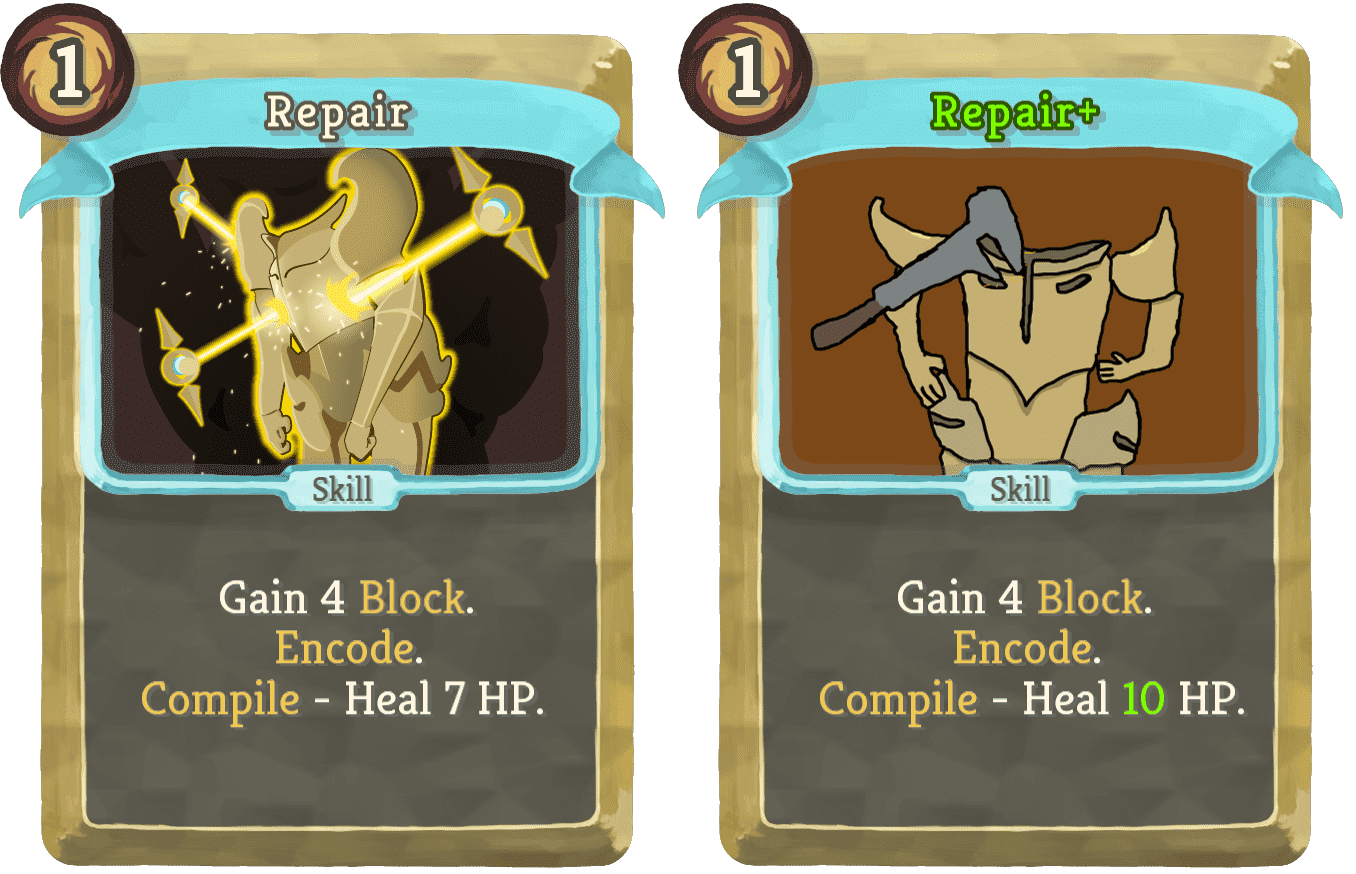 1
Repair
Skill
Gain 4 Block.
Encode.
Compile - Heal 7 HP.
1
Repair+
Skill
Gain 4 Block.
Encode.
Compile - Heal 10 HP.